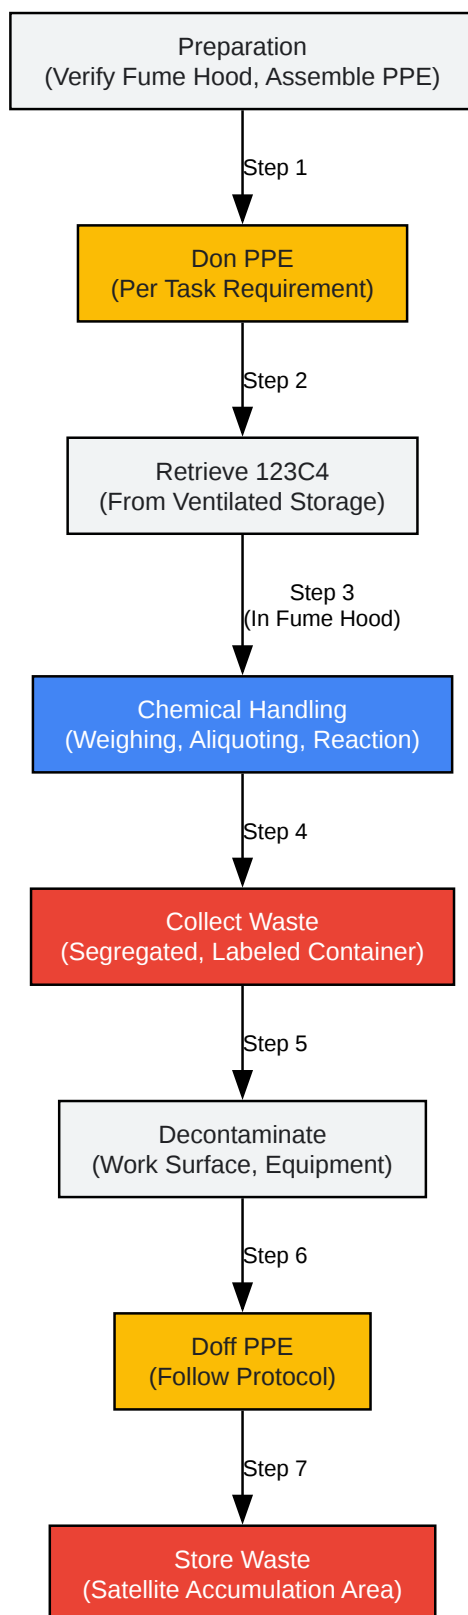 Preparation
(Verify Fume Hood, Assemble PPE)
Step 1
Don PPE
(Per Task Requirement)
Step 2
Retrieve 123C4
(From Ventilated Storage)
Step 3
(In Fume Hood)
Chemical Handling
(Weighing, Aliquoting, Reaction)
Step 4
Collect Waste
(Segregated, Labeled Container)
Step 5
Decontaminate
(Work Surface, Equipment)
Step 6
Doff PPE
(Follow Protocol)
Step 7
Store Waste
(Satellite Accumulation Area)